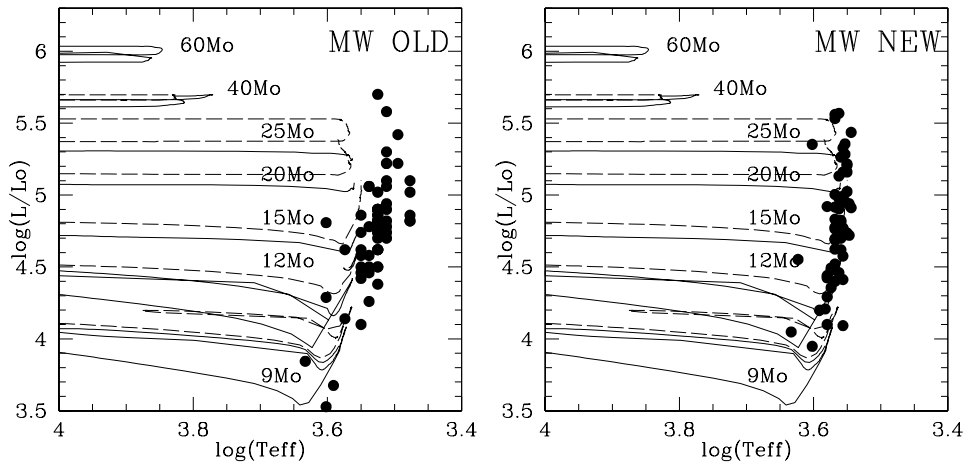 MW OLD
60Mo
40Mo
25Mo
20Mo
15Mo
12Mo
9Mo
6
5.5
5
4.5
4
3.5
log(L/Lo)
4
3.8
3.6
3.4
log(Teff)
MW NEW
60Mo
40Mo
25Mo
20Mo
15Mo
12Mo
9Mo
6
5.5
5
4.5
4
3.5
log(L/Lo)
4
3.8
3.6
3.4
log(Teff)